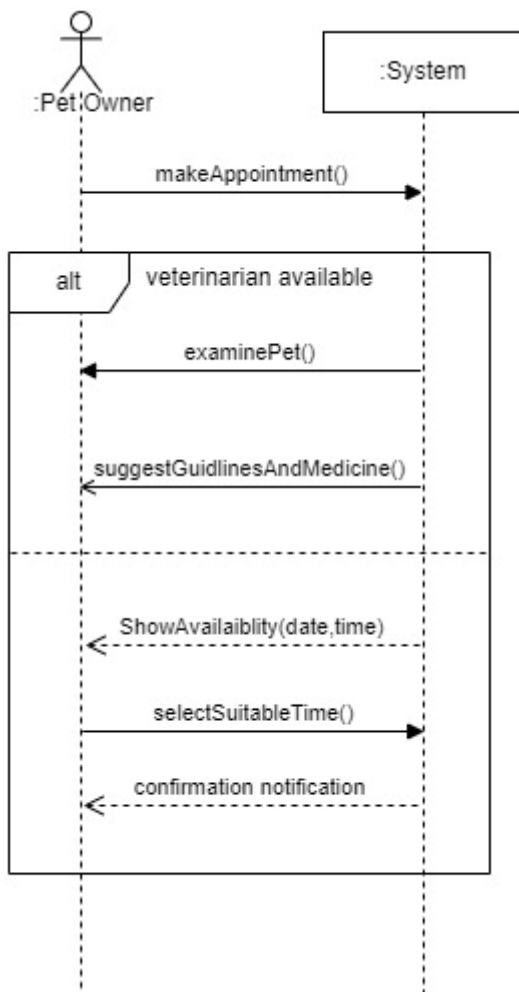 :Pet Owner
:System
makeAppointment()
alt
veterinarian available
examinePet()
suggestGuidlinesAndMedicine()
ShowAvailaiblity(date,time)
selectSuitableTime()
confirmation notification